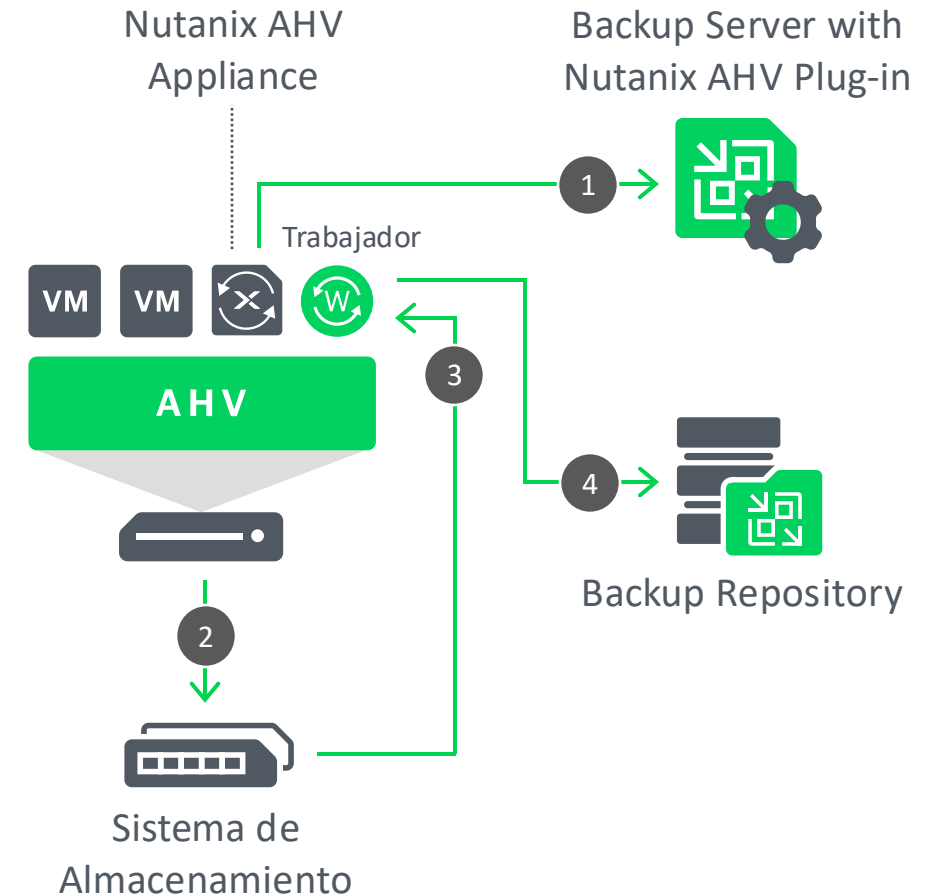 Nutanix AHV
Appliance
Backup Server with
Nutanix AHV Plug-in
1
Trabajador
VM
VM
X
W
3
AHV
4
Backup Repository
2
Sistema de
Almacenamiento